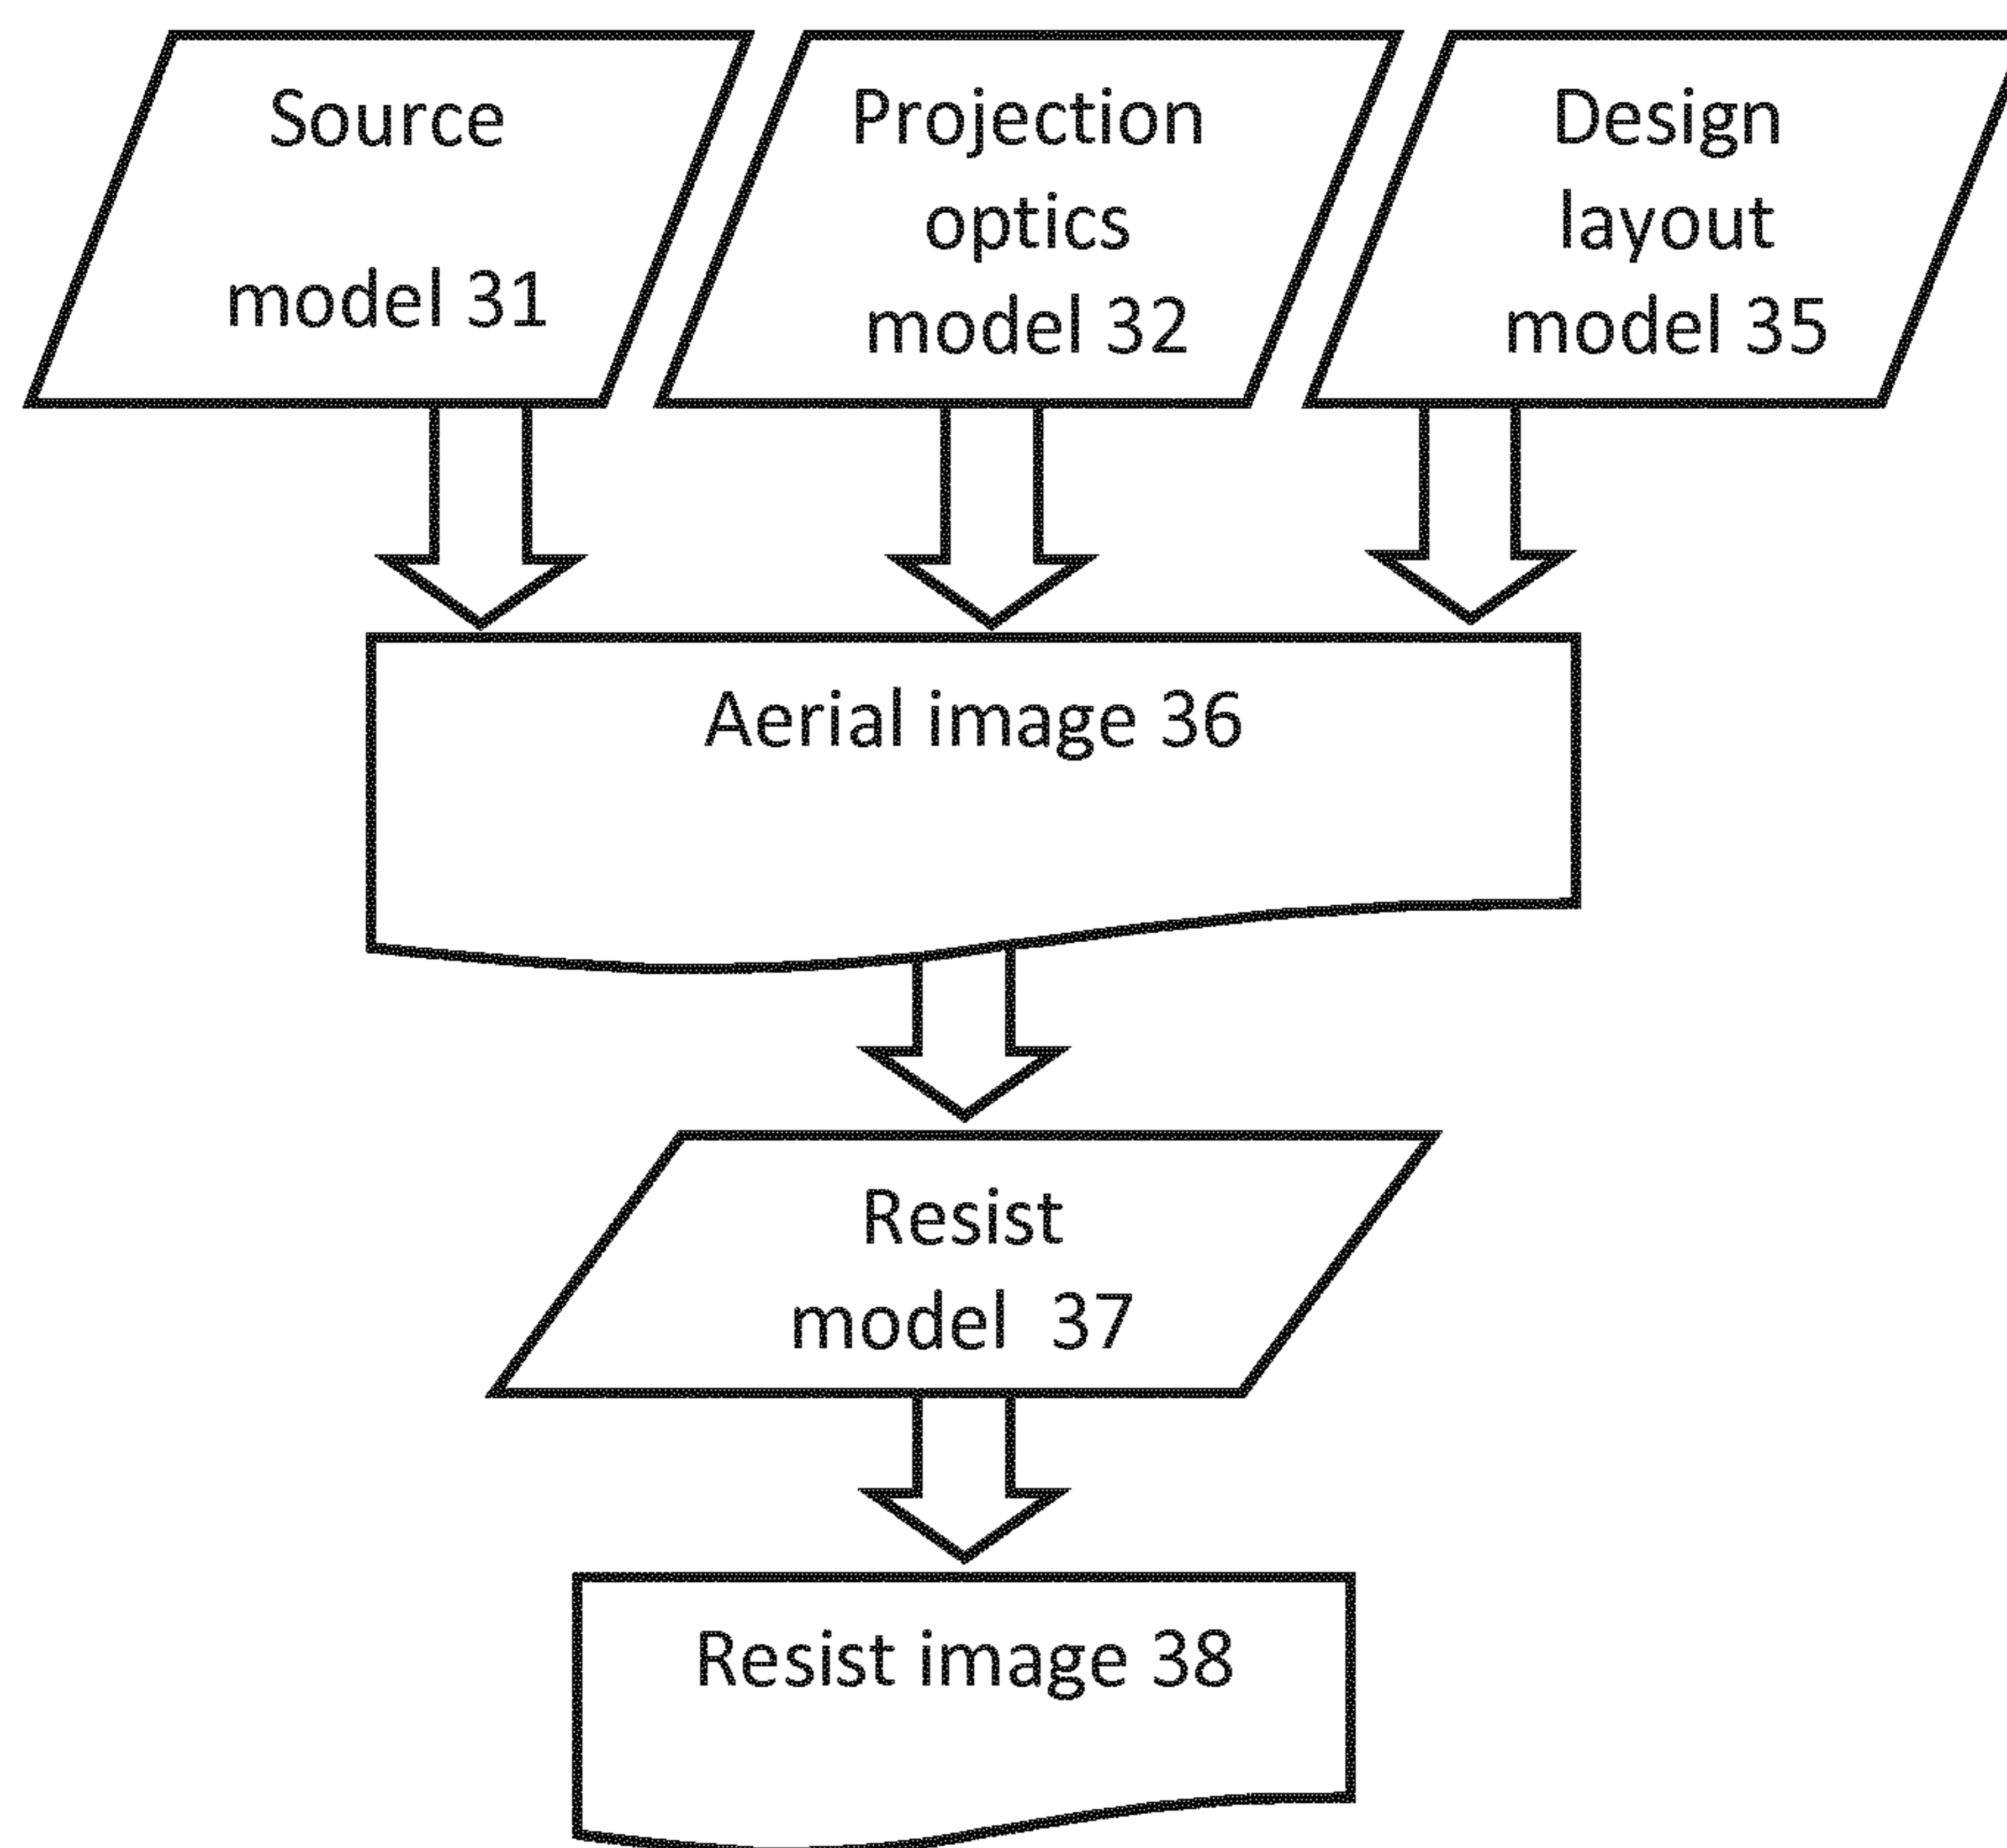 Source
model 31
Projection
optics
model 32
Design
layout
model 35
Aerial image 36
Resist
model  37
Resist image 38